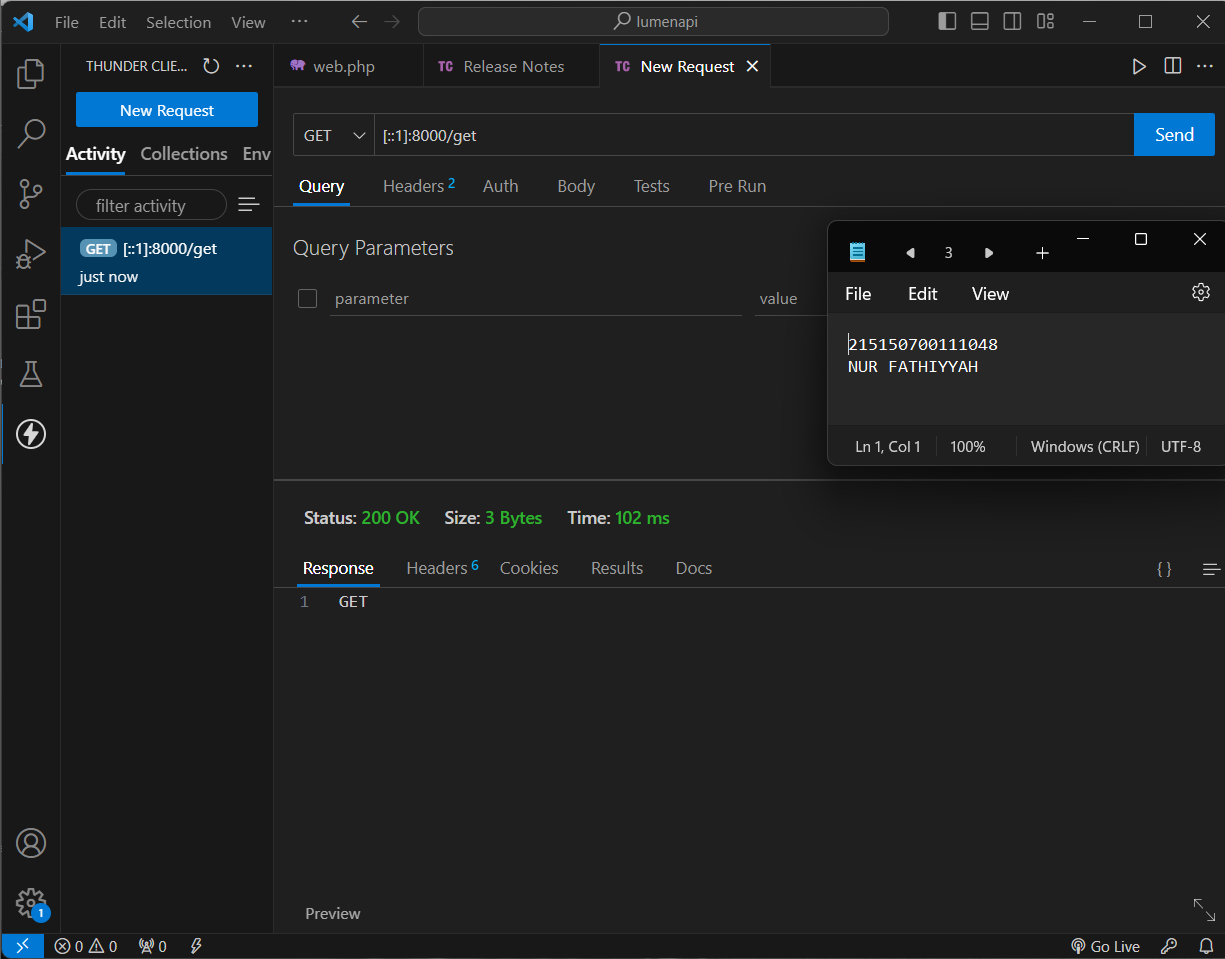 File Edit Selection View ... lumenapi
THUNDER CLIE... ...
web.php TC Release Notes TC New Request
New Request
GET [::1]:8000/get Send
Activity Collections Env
Query Headers 2 Auth Body Tests Pre Run
filter activity
GET [::1]:8000/get
just now
Query Parameters
parameter value
3
File Edit View
215150700111048
NUR FATHIYYAH
Ln 1, Col 1 100% Windows (CRLF) UTF-8
Status: 200 OK Size: 3 Bytes Time: 102 ms
Response Headers 6 Cookies Results Docs {}
1 GET
Preview
1
0 0 0 Go Live